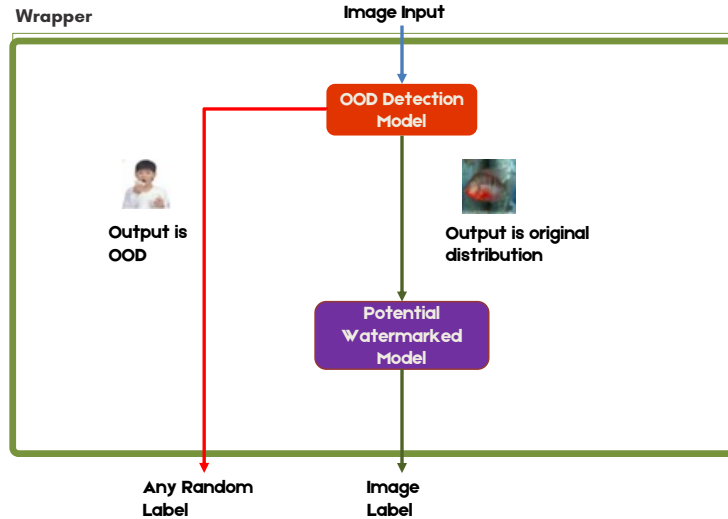 Wrapper
Image Input
OOD Detection
Model
Output is
OOD
Output is original
distribution
Potential
Watermarked
Model
Any Random
Label
Image
Label